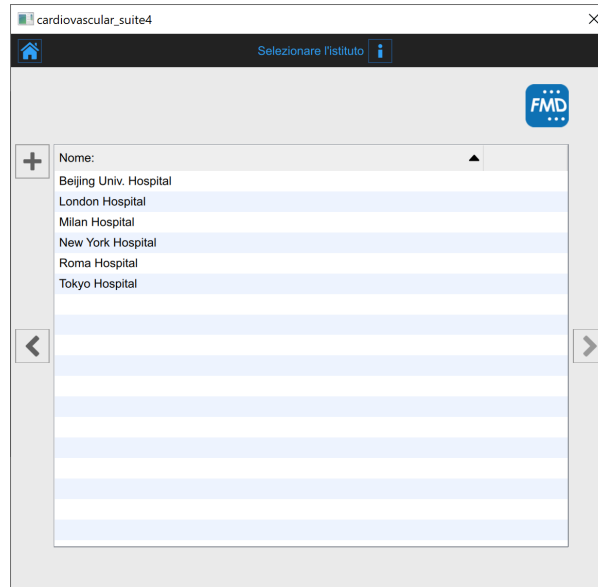 cardiovascular_suite4
Selezionare l'istituto
FMD
Nome:
Beijing Univ. Hospital
London Hospital
Milan Hospital
New York Hospital
Roma Hospital
Tokyo Hospital